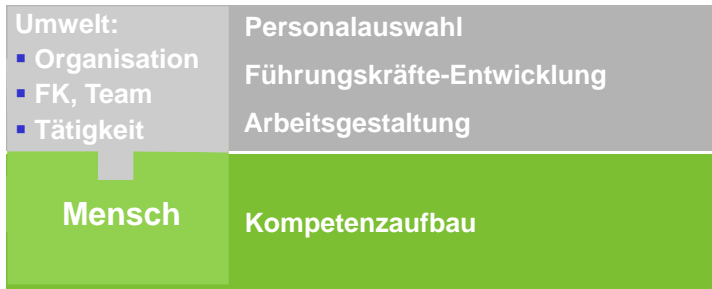 Umwelt:
▪ Organisation
▪ FK, Team
▪ Tätigkeit
Personalauswahl
Führungskräfte-Entwicklung
Arbeitsgestaltung
Mensch
Kompetenzaufbau